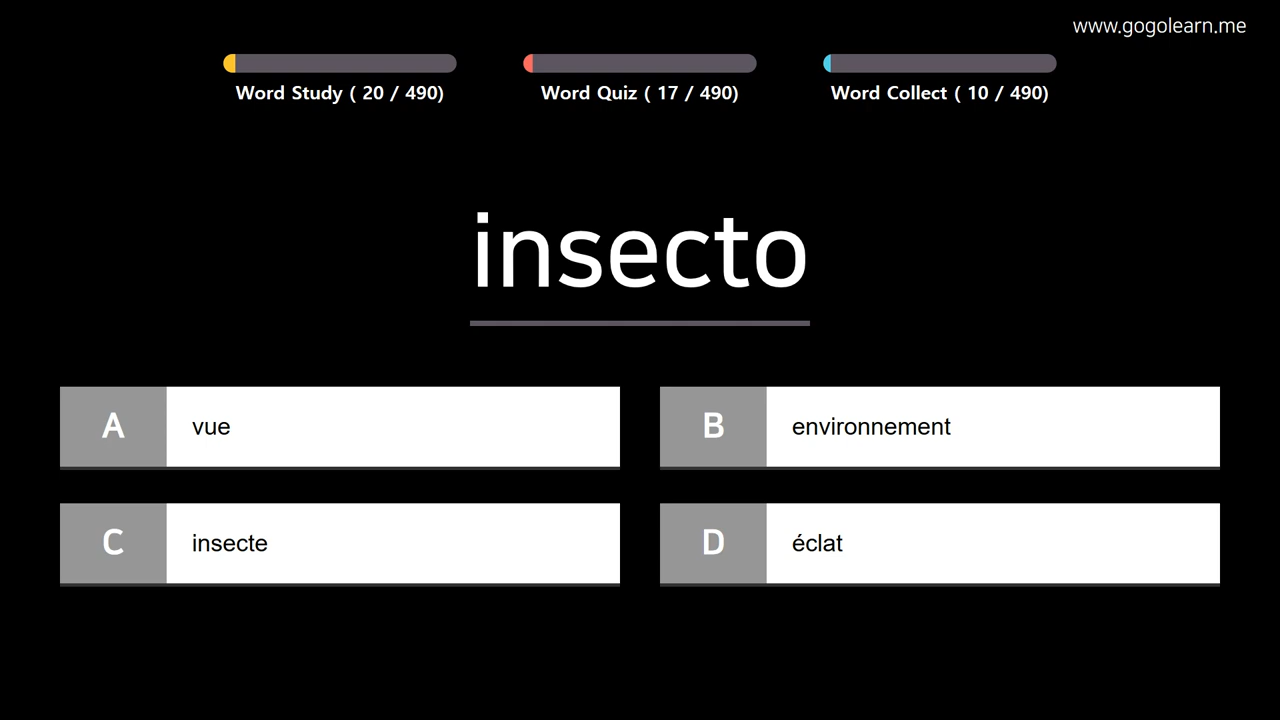 www.gogolearn.me
Word Study ( 20 / 490)
Word Quiz ( 17 / 490)
Word Collect ( 10 / 490)
insecto
A vue
B environnement
C insecte
D éclat